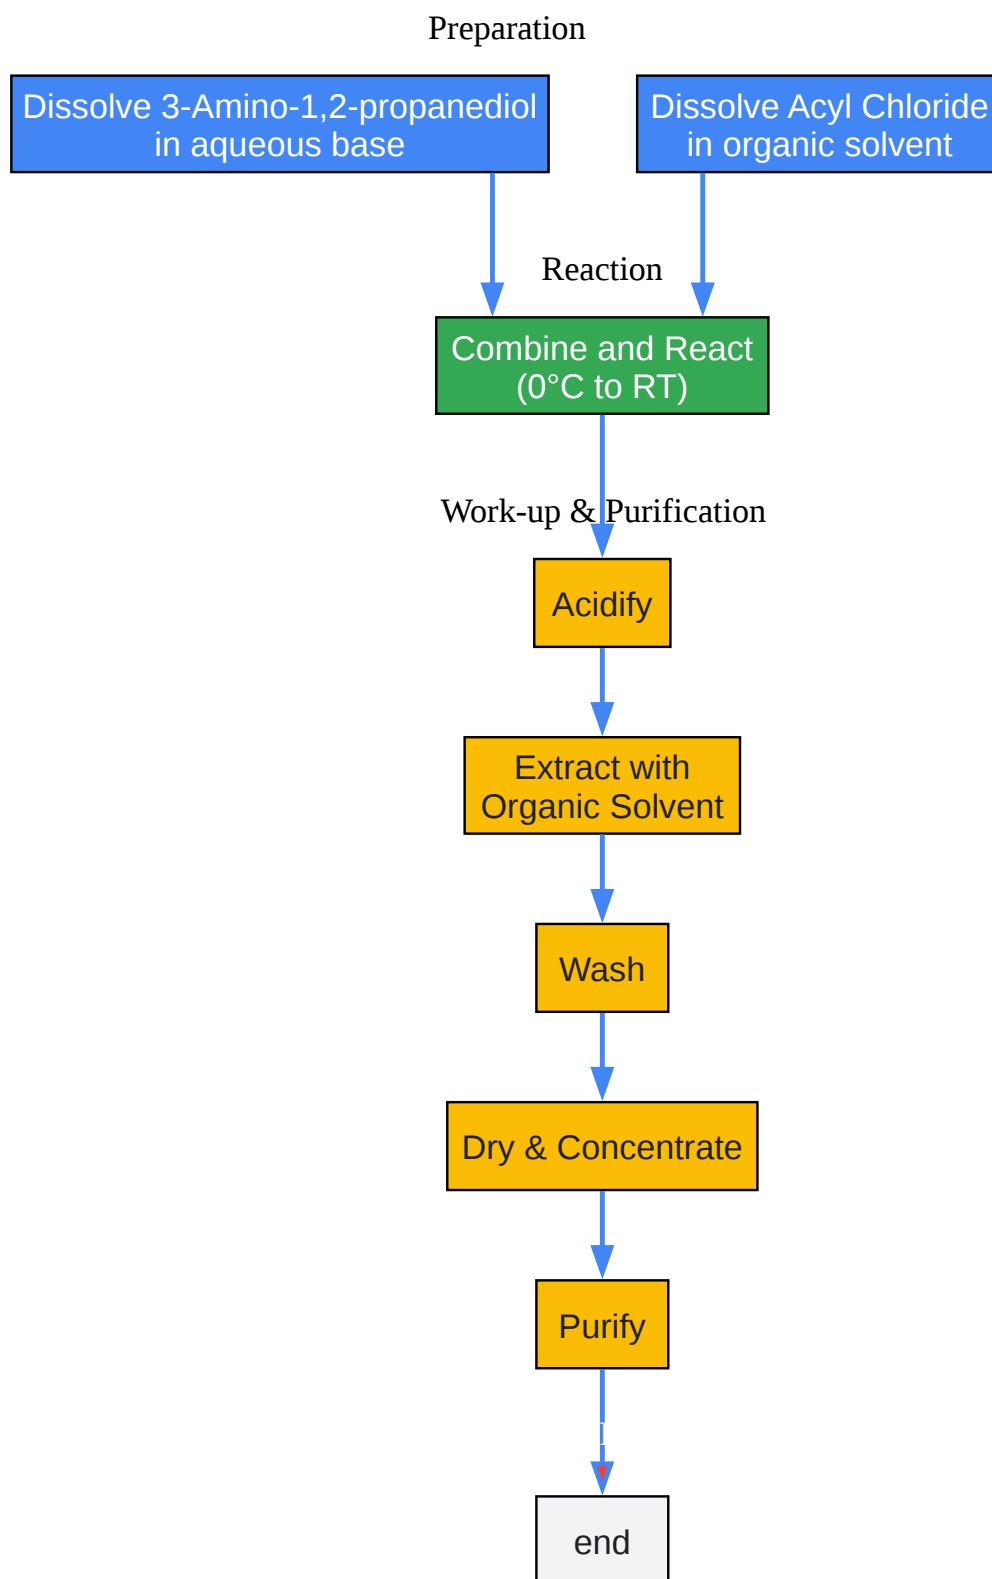 Preparation
Dissolve 3-Amino-1,2-propanediol
in aqueous base
Dissolve Acyl Chloride
in organic solvent
Reaction
Combine and React
(0°C to RT)
Work-up & Purification
Acidify
Extract with
Organic Solvent
Wash
Dry & Concentrate
Purify
end